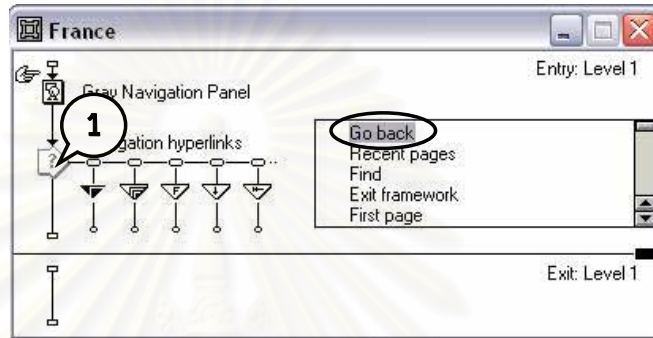 France
Entry: Level 1
Gray Navigation Panel
1
gation hyperlinks
Go back
Recent pages
Find
Exit framework
First page
?
F
Exit: Level 1